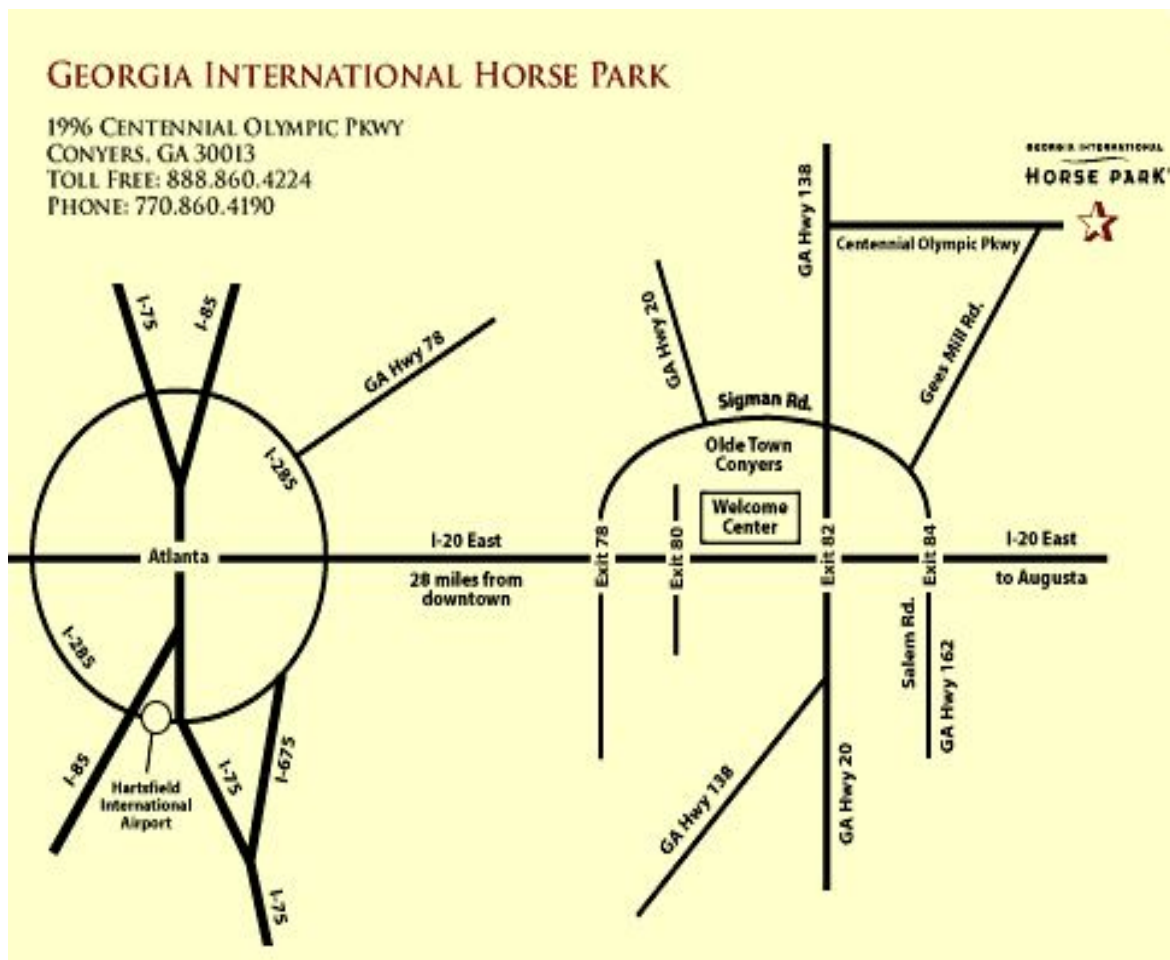 GEORGIA INTERNATIONAL HORSE PARK
1996 CENTENNIAL OLYMPIC PKWY
CONYERS, GA 30013
TOLL FREE: 888.860.4224
PHONE: 770.860.4190
GEORGIA INTERNATIONAL
HORSE PARK
GA Hwy 138
Centennial Olympic Pkwy
I-75
I-85
GA Hwy 78
GA Hwy 20
Gees Mill Rd.
Sigman Rd.
I-285
Olde Town
Conyers
Welcome
Center
Atlanta
I-20 East
28 miles from
downtown
Exit 78
Exit 80
Exit 82
Exit 84
I-20 East
to Augusta
I-285
Salem Rd.
GA Hwy 162
I-85
Hartsfield
International
Airport
I-75
I-675
GA Hwy 138
GA Hwy 20
I-75